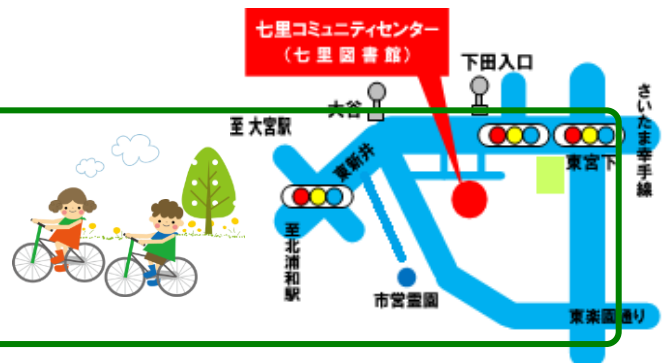 七里コミュニティセンター
（七里図書館）
下田入口
大谷
至 大宮駅
東新井
さいたま幸手線
東宮下
至北浦和駅
市営霊園
東楽園通り